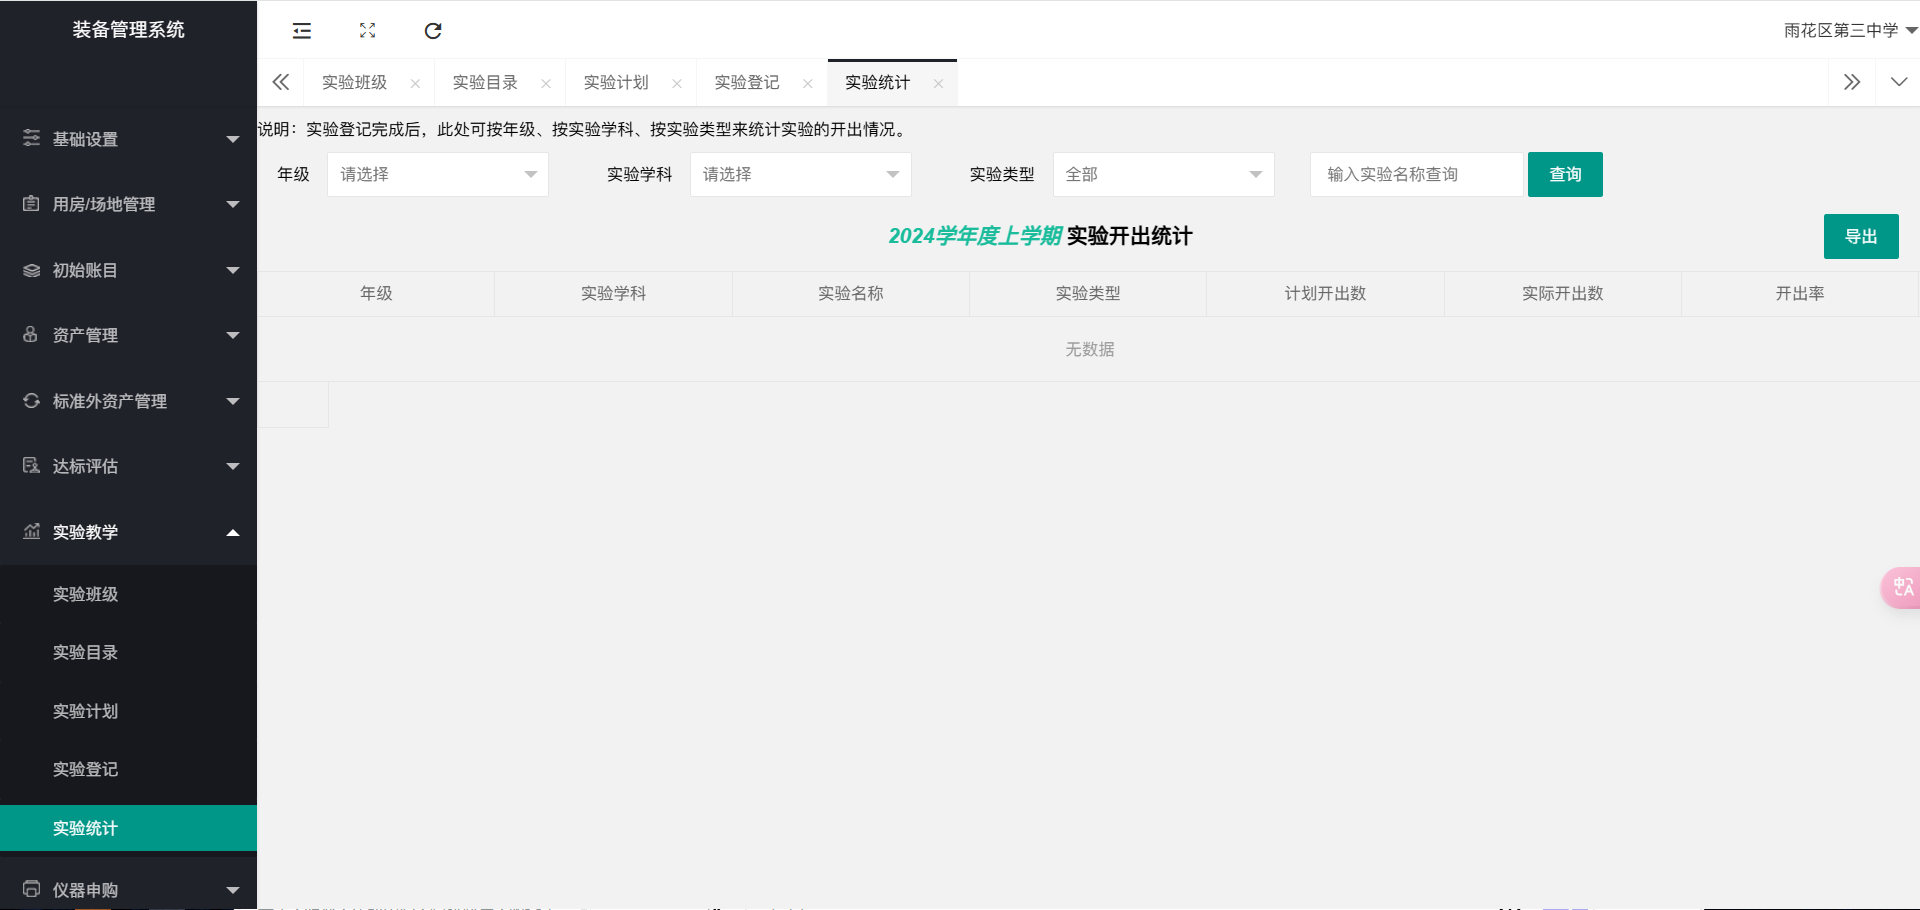 装备管理系统
雨花区第三中学
实验班级
实验目录
实验计划
实验登记
实验统计
基础设置
用房/场地管理
初始账目
资产管理
标准外资产管理
达标评估
实验教学
实验班级
实验目录
实验计划
实验登记
实验统计
仪器申购
说明：实验登记完成后，此处可按年级、按实验学科、按实验类型来统计实验的开出情况。
年级 请选择 实验学科 请选择 实验类型 全部 输入实验名称查询 查询
2024学年度上学期 实验开出统计
导出
年级 实验学科 实验名称 实验类型 计划开出数 实际开出数 开出率
无数据
中A